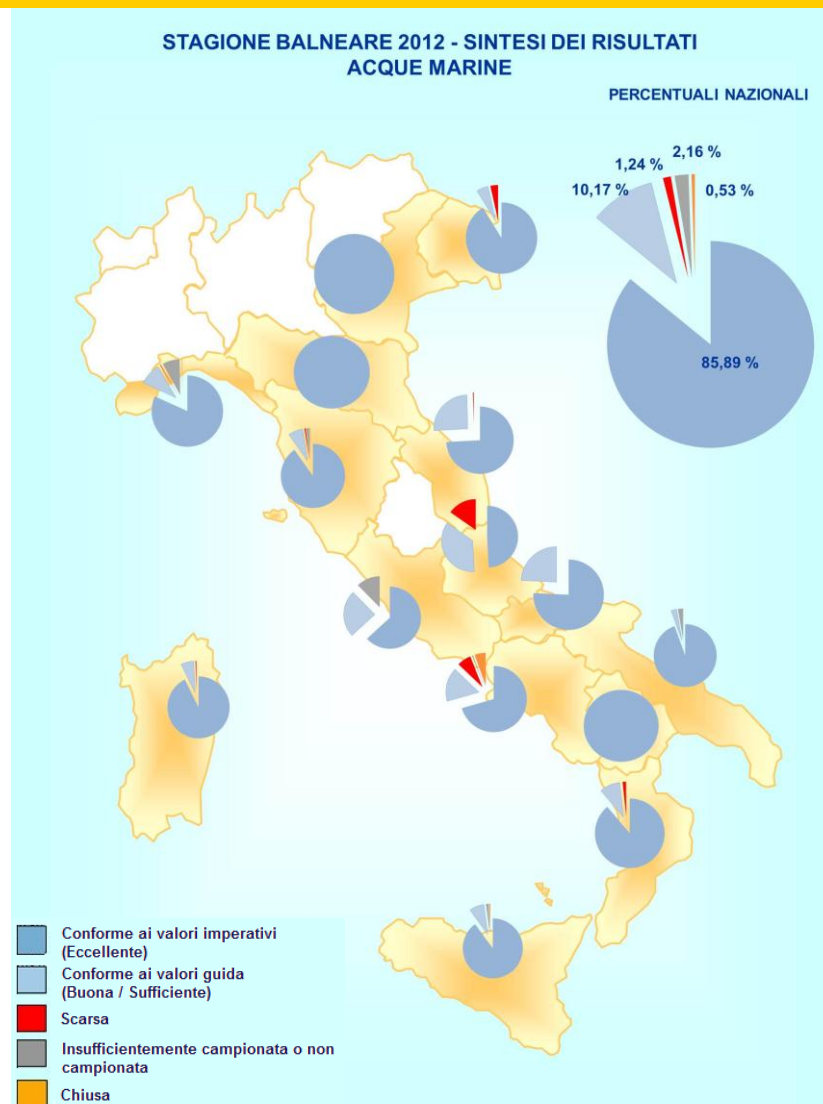 STAGIONE BALNEARE 2012 - SINTESI DEI RISULTATI
ACQUE MARINE
PERCENTUALI NAZIONALI
2,16 %
1,24 %
10,17 %
0,53 %
85,89 %
Conforme ai valori imperativi
(Eccellente)
Conforme ai valori guida
(Buona / Sufficiente)
Scarsa
Insufficientemente campionata o non
campionata
Chiusa